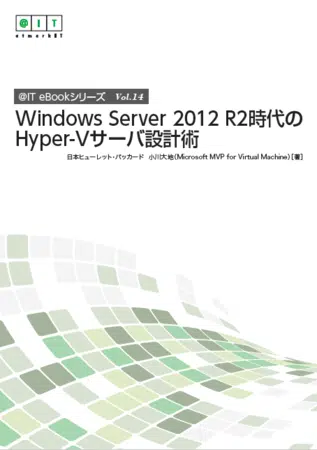 @IT
atmarkIT
@IT eBookシリーズ Vol.14
Windows Server 2012 R2時代の
Hyper-Vサーバ設計術
日本ヒューレット・パッカード 小川大地（Microsoft MVP for Virtual Machine）［著］